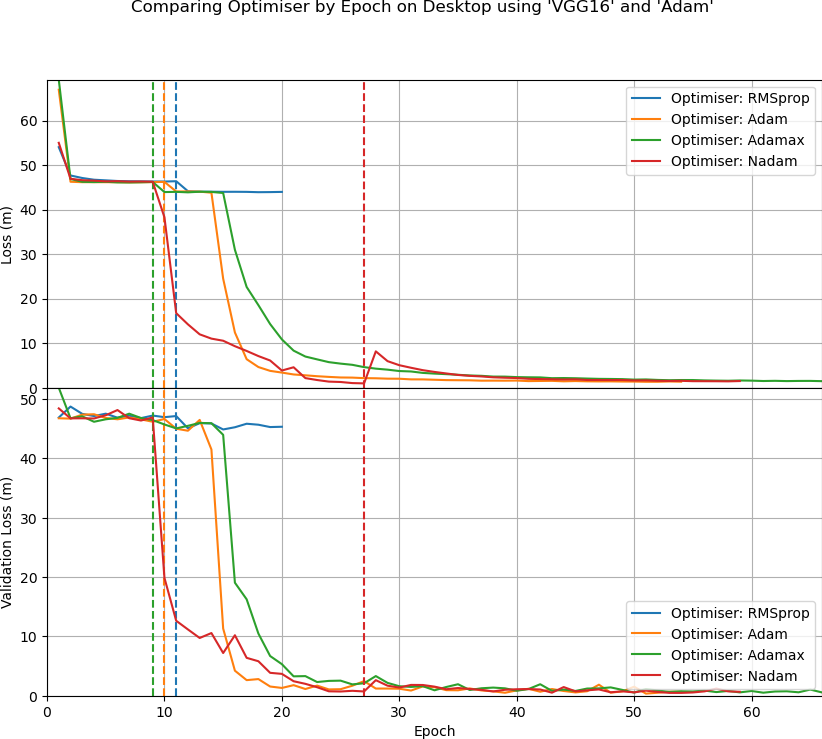 Comparing Optimiser by Epoch on Desktop using 'VGG16' and 'Adam'
Loss (m)
60
50
40
30
20
10
0
Optimiser: RMSprop
Optimiser: Adam
Optimiser: Adamax
Optimiser: Nadam
Validation Loss (m)
50
40
30
20
10
0
Optimiser: RMSprop
Optimiser: Adam
Optimiser: Adamax
Optimiser: Nadam
0 10 20 30 40 50 60
Epoch